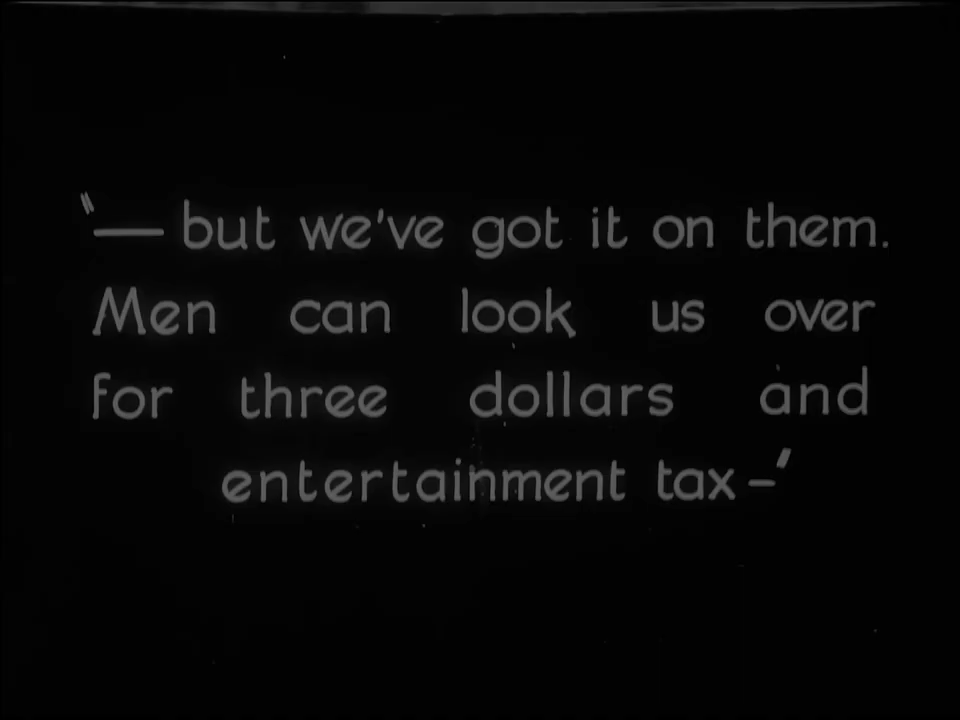 "— but we've got it on them.
Men can look us over
for three dollars and
entertainment tax –'